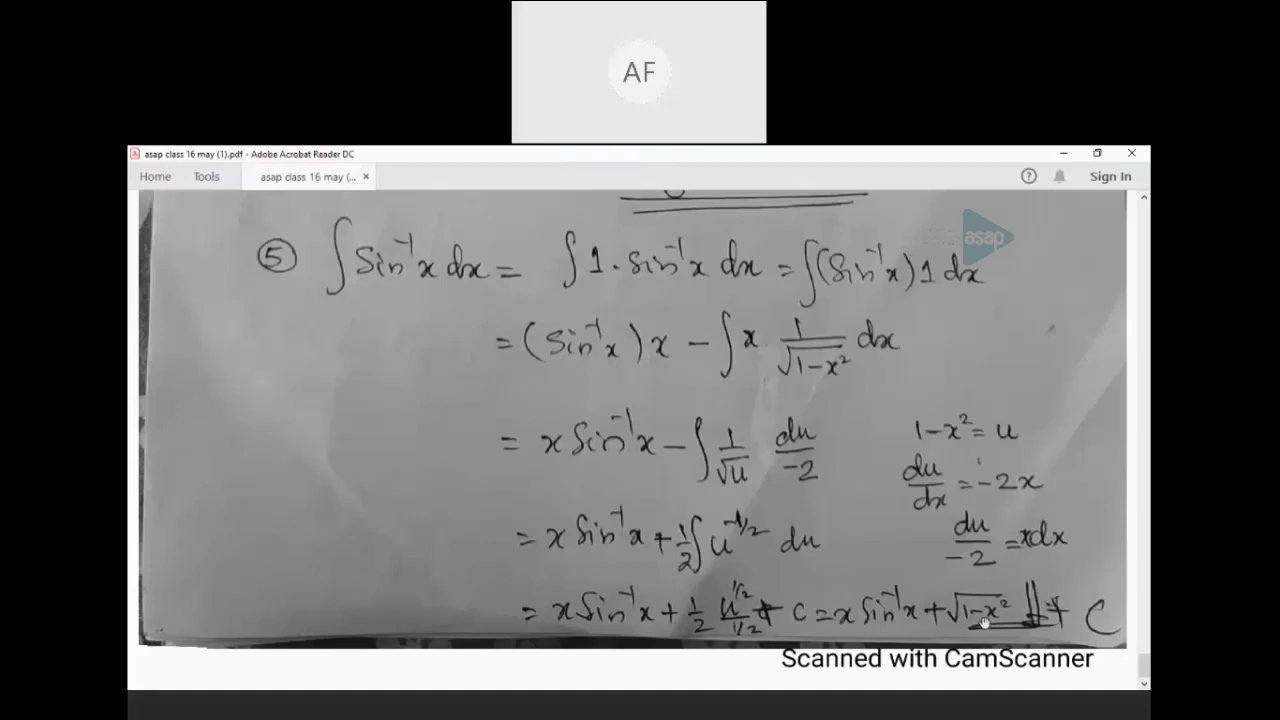 AF
asap class 16 may (1).pdf - Adobe Acrobat Reader DC
Home Tools asap class 16 may (... × Sign In
asap
⑤ ∫ Sin⁻¹x dx = ∫ 1 · sin⁻¹x dx = ∫(Sin⁻¹x) 1 dx
= (Sin⁻¹x) x − ∫ x · 1/√(1−x²) dx
= x Sin⁻¹x − ∫ 1/√u du/−2
1−x² = u
du/dx = −2x
= x Sin⁻¹x + 1/2 ∫ u^(−1/2) du
du/−2 = xdx
= x Sin⁻¹x + 1/2 u^(1/2)/(1/2) + C = x Sin⁻¹x + √(1−x²) + C
Scanned with CamScanner